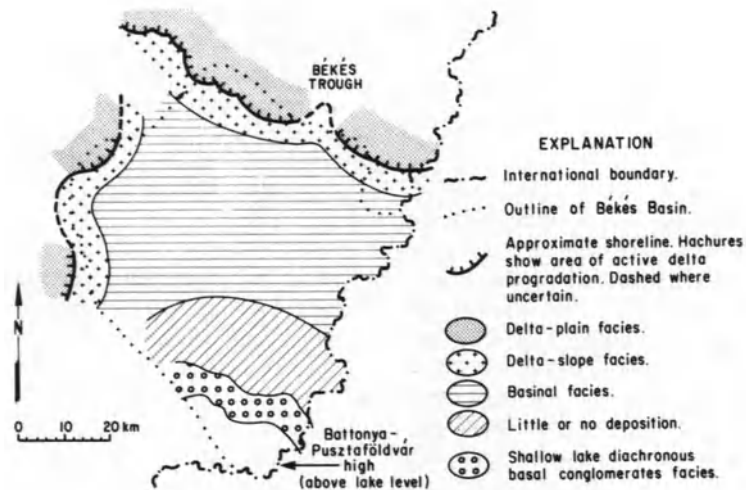 BÉKÉS
TROUGH
N
0 10 20 km
Battonya-
Pusztaföldvár
high
(above lake level)
EXPLANATION
International boundary.
Outline of Békés Basin.
Approximate shoreline. Hachures
show area of active delta
progradation. Dashed where
uncertain.
Delta-plain facies.
Delta-slope facies.
Basinal facies.
Little or no deposition.
Shallow lake diachronous
basal conglomerates facies.